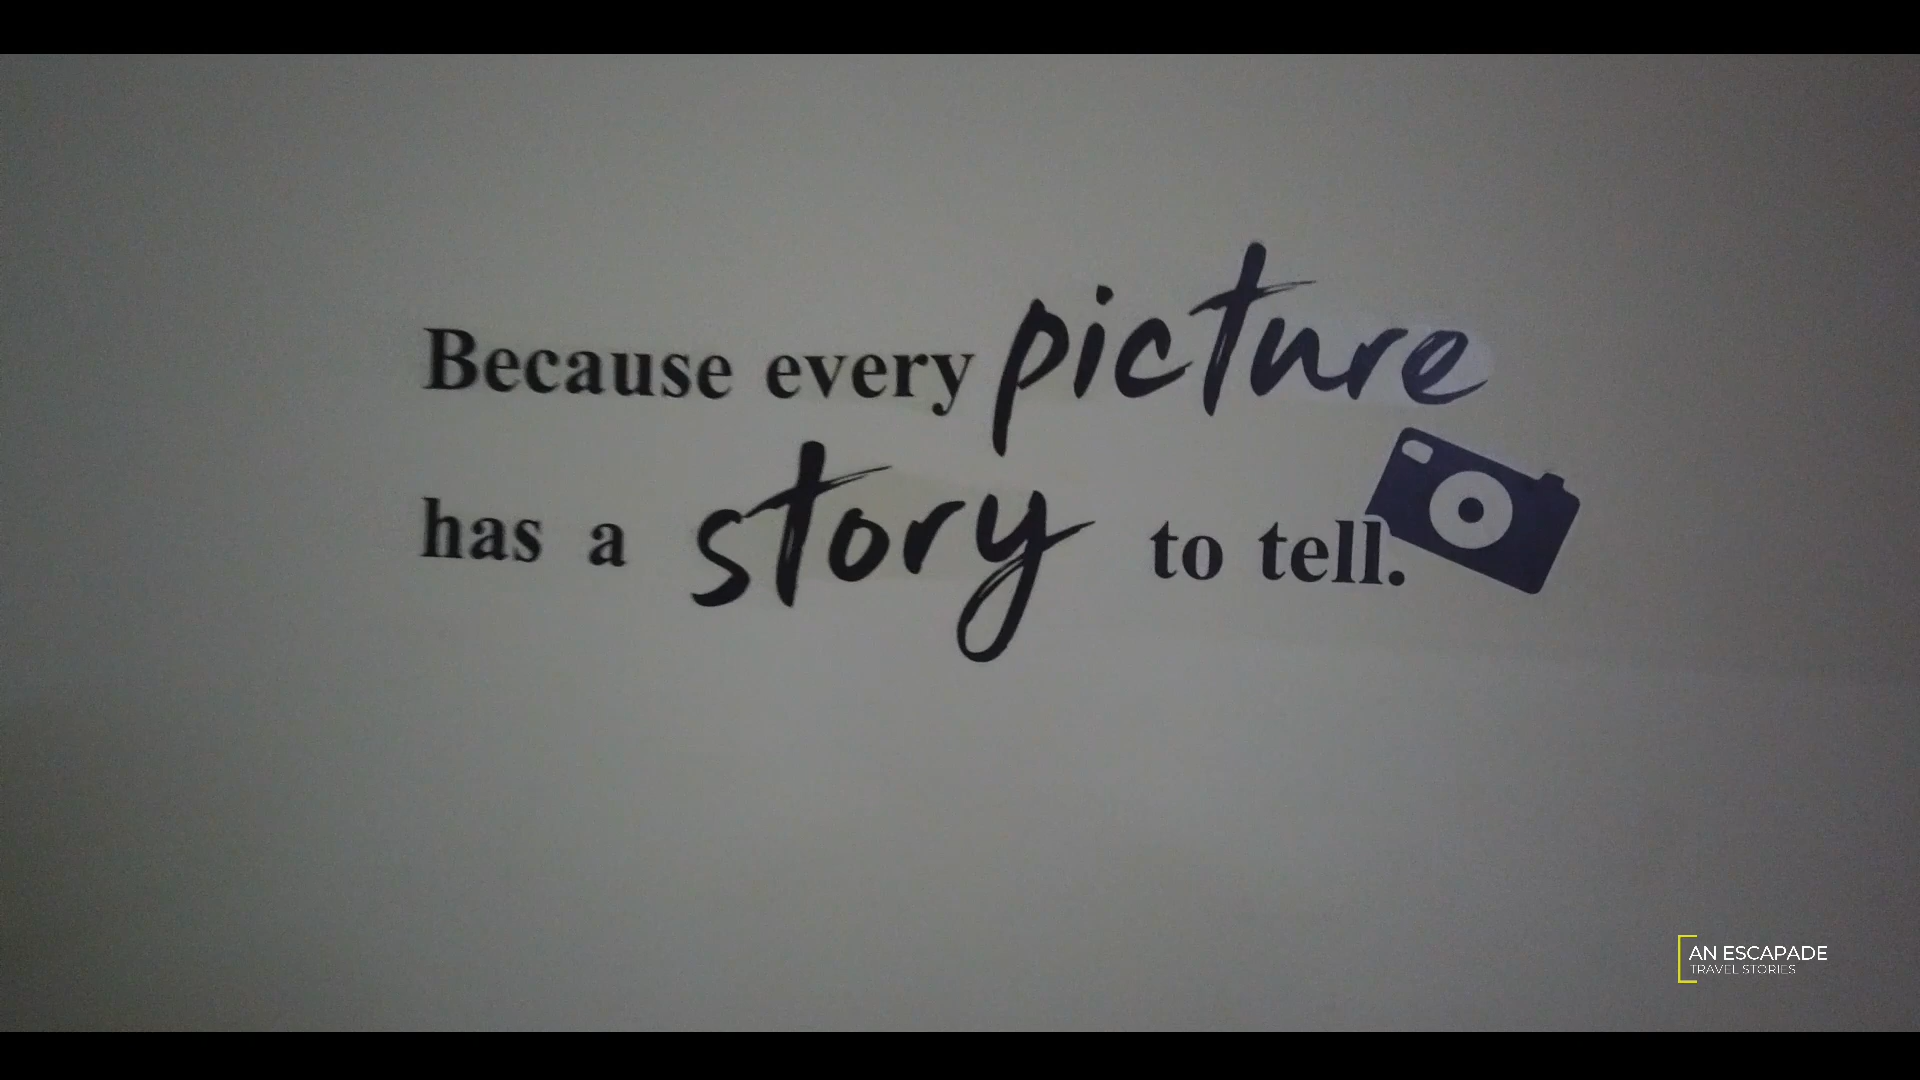 Because every picture
has a story to tell.
AN ESCAPADE
TRAVEL STORIES